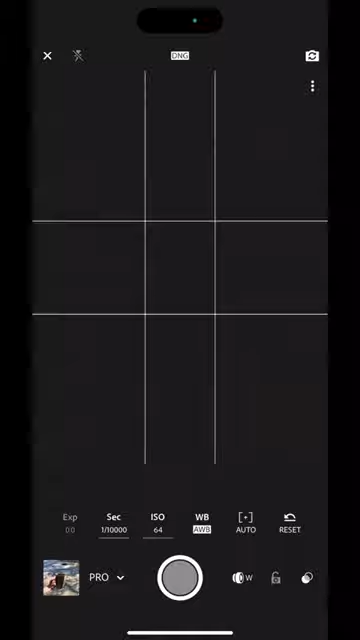 DNG
Exp Sec ISO WB [+]
0.0 1/10000 64 AWB AUTO RESET
PRO W